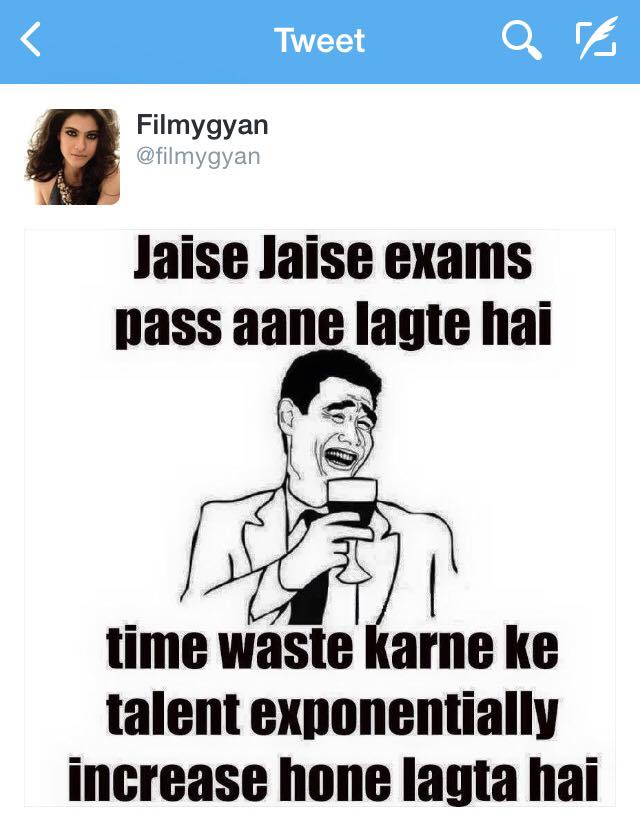 Tweet
Filmygyan
@filmygyan
Jaise Jaise exams
pass aane lagte hai
time waste karne ke
talent exponentially
increase hone lagta hai